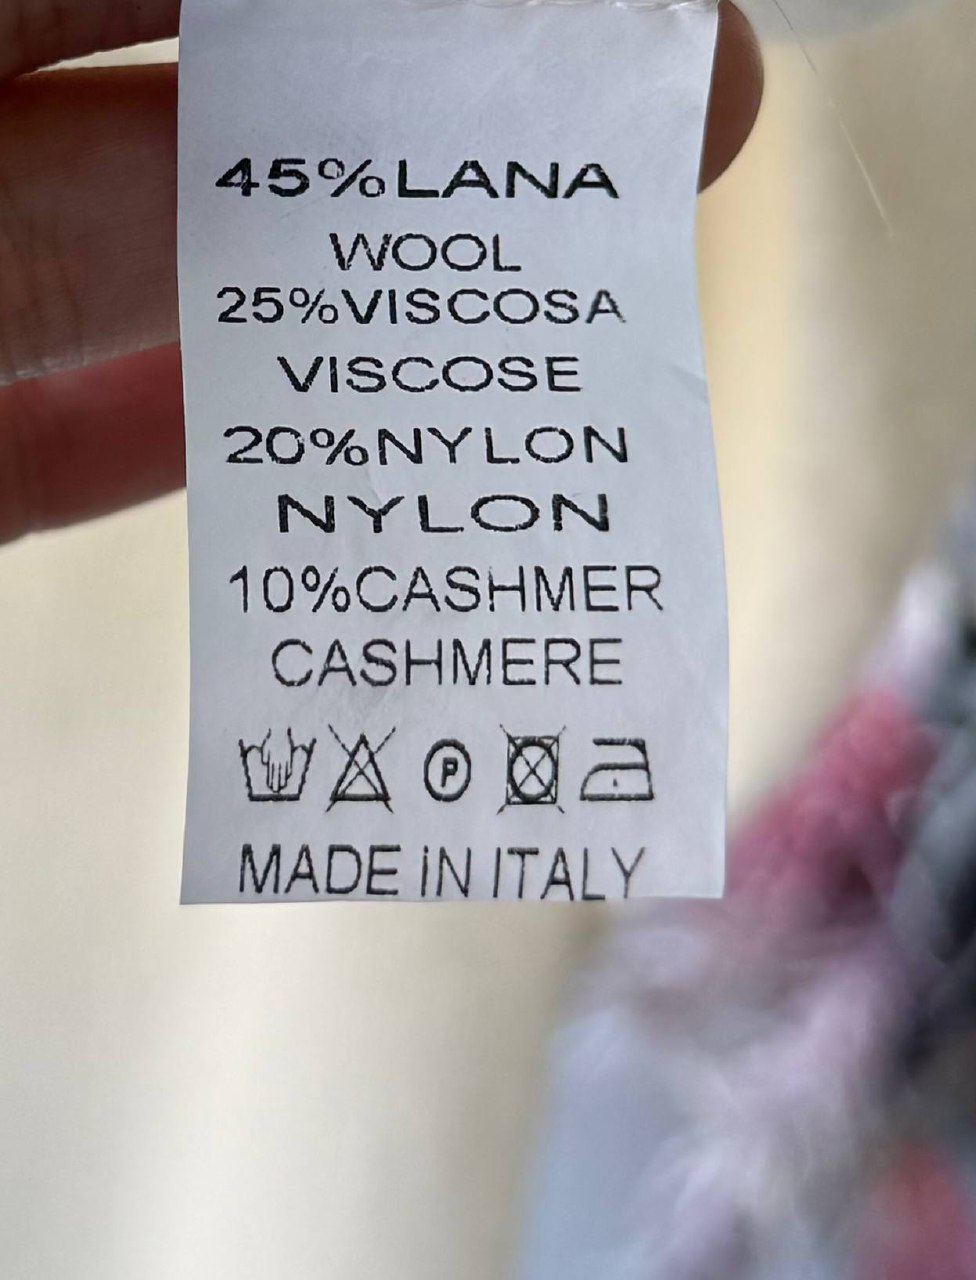 45%LANA
WOOL
25%VISCOSA
VISCOSE
20%NYLON
NYLON
10%CASHMER
CASHMERE
P
MADE iN ITALY